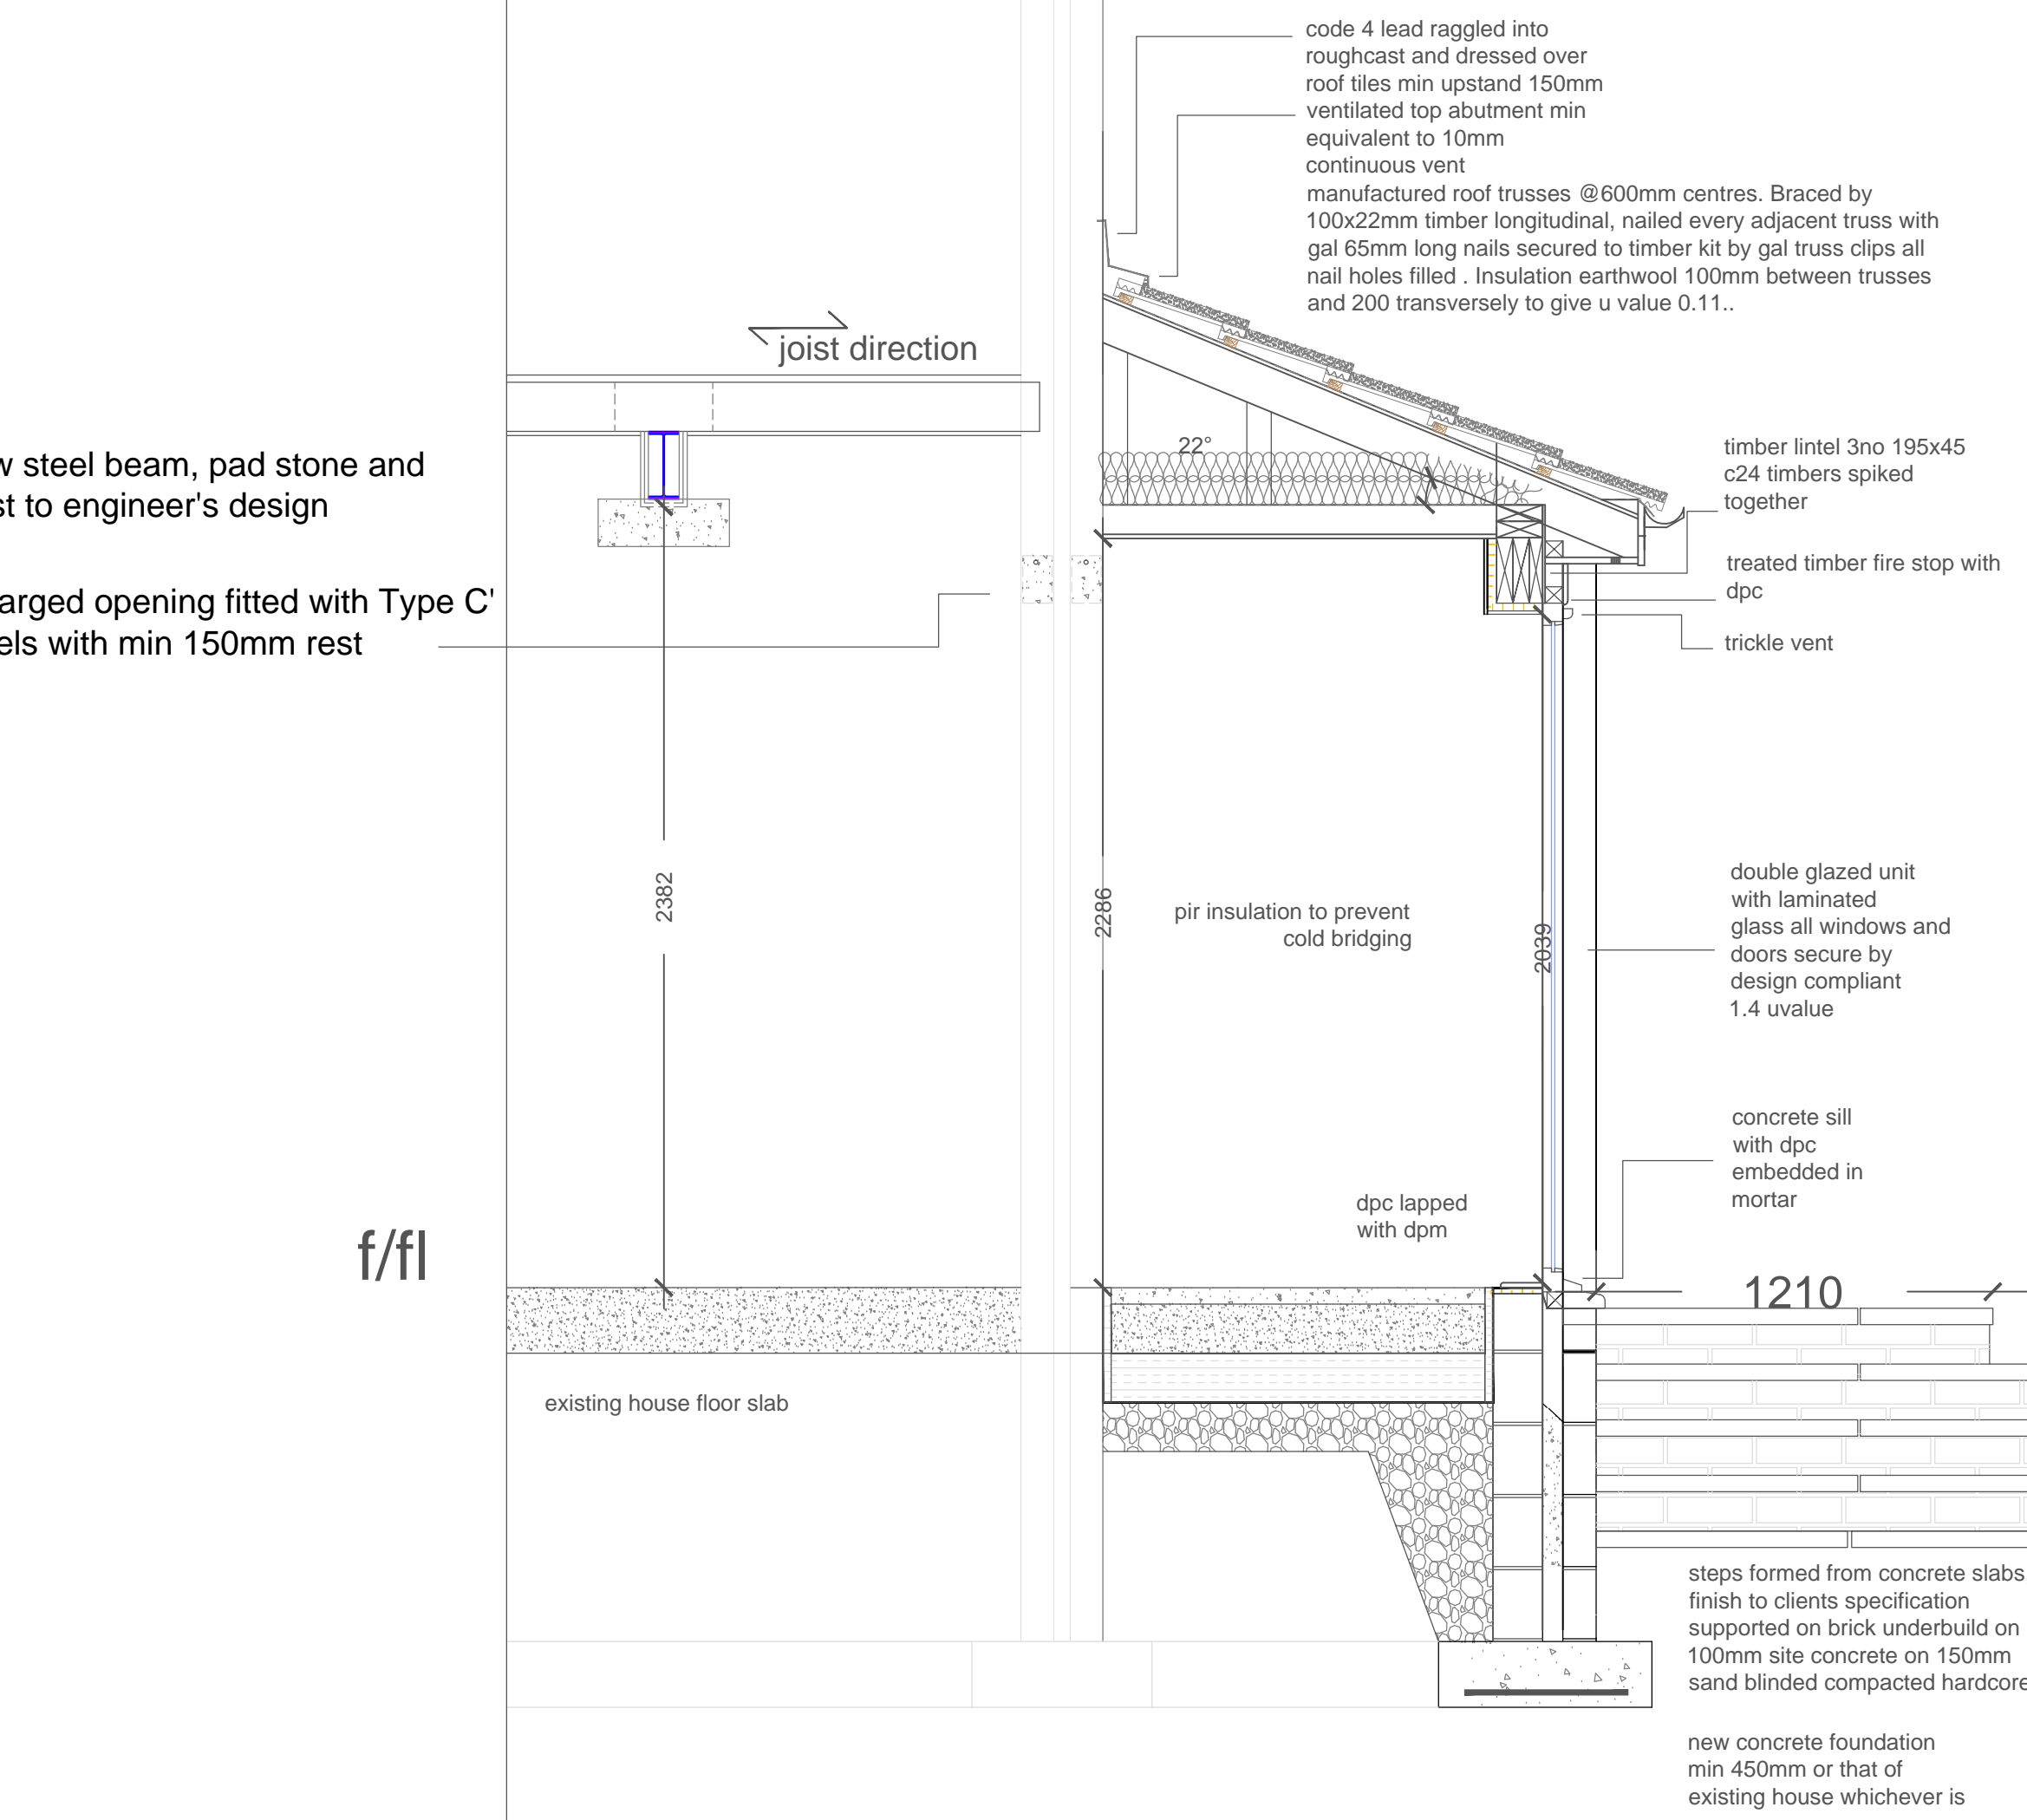 code 4 lead raggled into
roughcast and dressed over
roof tiles min upstand 150mm
ventilated top abutment min
equivalent to 10mm
continuous vent
manufactured roof trusses @600mm centres. Braced by
100x22mm timber longitudinal, nailed every adjacent truss with
gal 65mm long nails secured to timber kit by gal truss clips all
nail holes filled . Insulation earthwool 100mm between trusses
and 200 transversely to give u value 0.11..
joist direction
22°
steel beam, pad stone and
to engineer's design
opening fitted with Type C'
with min 150mm rest
timber lintel 3no 195x45
c24 timbers spiked
together
treated timber fire stop with
dpc
trickle vent
2382
2286
2039
pir insulation to prevent
cold bridging
double glazed unit
with laminated
glass all windows and
doors secure by
design compliant
1.4 uvalue
concrete sill
with dpc
embedded in
mortar
dpc lapped
with dpm
f/fl
1210
existing house floor slab
steps formed from concrete slabs
finish to clients specification
supported on brick underbuild on
100mm site concrete on 150mm
sand blinded compacted hardcore
new concrete foundation
min 450mm or that of
existing house whichever is